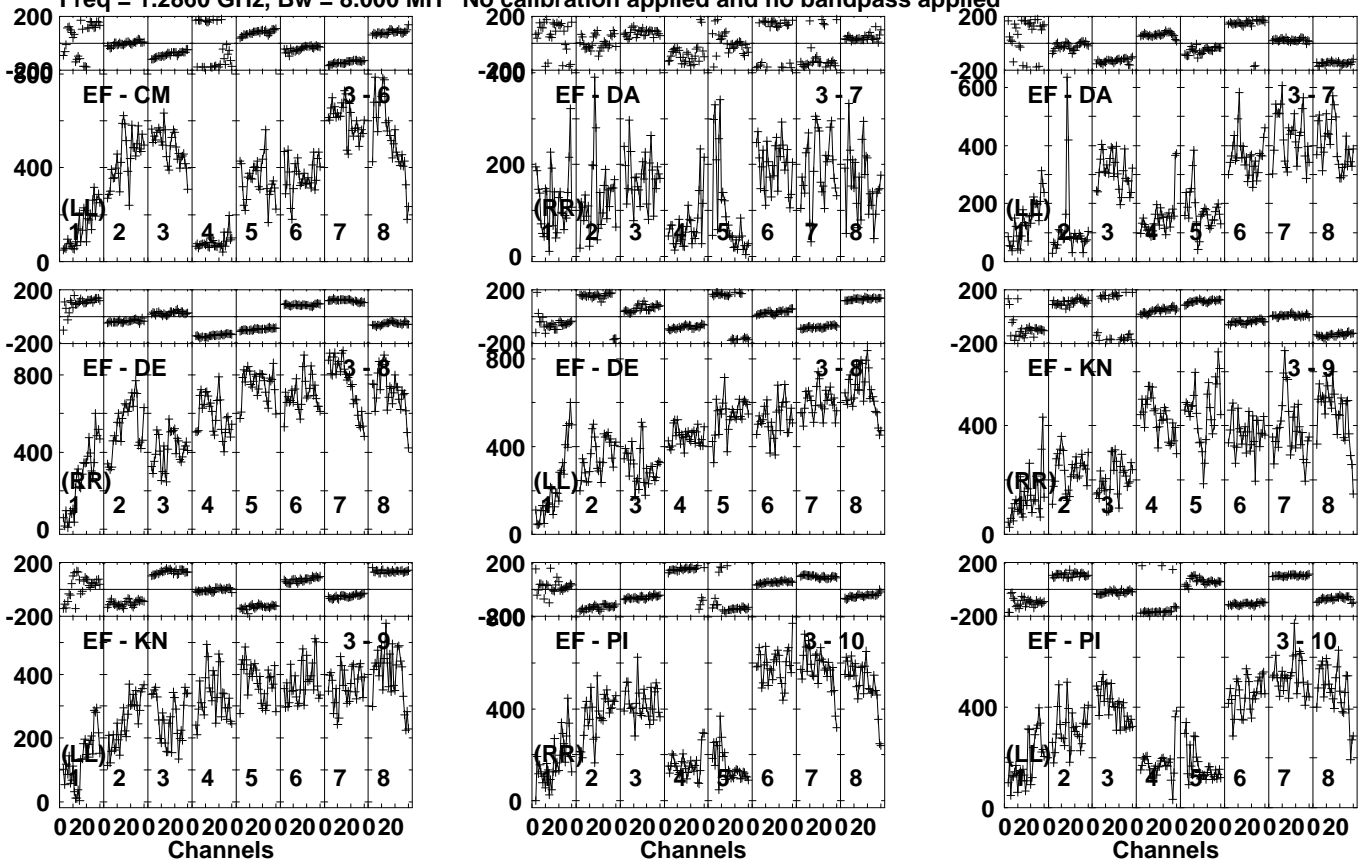 Freq = 1.2860 GHz, Bw = 8.000 MH No calibration applied and no bandpass applied
200 200 200
-200 -200 -200
800 600
EF - CM 3 - 6 EF - DA 3 - 7 EF - DA 3 - 7
400 200 400
200
(LL) (RR) (LL)
1 2 3 4 5 6 7 8 1 2 3 4 5 6 7 8 1 2 3 4 5 6 7 8
0 0 0
200 200 200
-200 -200 -200
800 800
EF - DE 3 - 8 EF - DE 3 - 8 EF - KN 3 - 9
400 400 400
(RR) (LL) (RR)
1 2 3 4 5 6 7 8 1 2 3 4 5 6 7 8 1 2 3 4 5 6 7 8
0 0 0
200 200 200
-200 -200 -200
800
EF - KN 3 - 9 EF - PI 3 - 10 EF - PI 3 - 10
400 400 400
200
(LL) (RR) (LL)
1 2 3 4 5 6 7 8 1 2 3 4 5 6 7 8 1 2 3 4 5 6 7 8
0 0 0
0 20 0 20 0 20 0 20 0 20 0 20 0 20 0 20 0 20 0 20 0 20 0 20 0 20 0 20 0 20 0 20 0 20 0 20 0 20 0 20 0 20 0 20 0 20 0 20
Channels Channels Channels